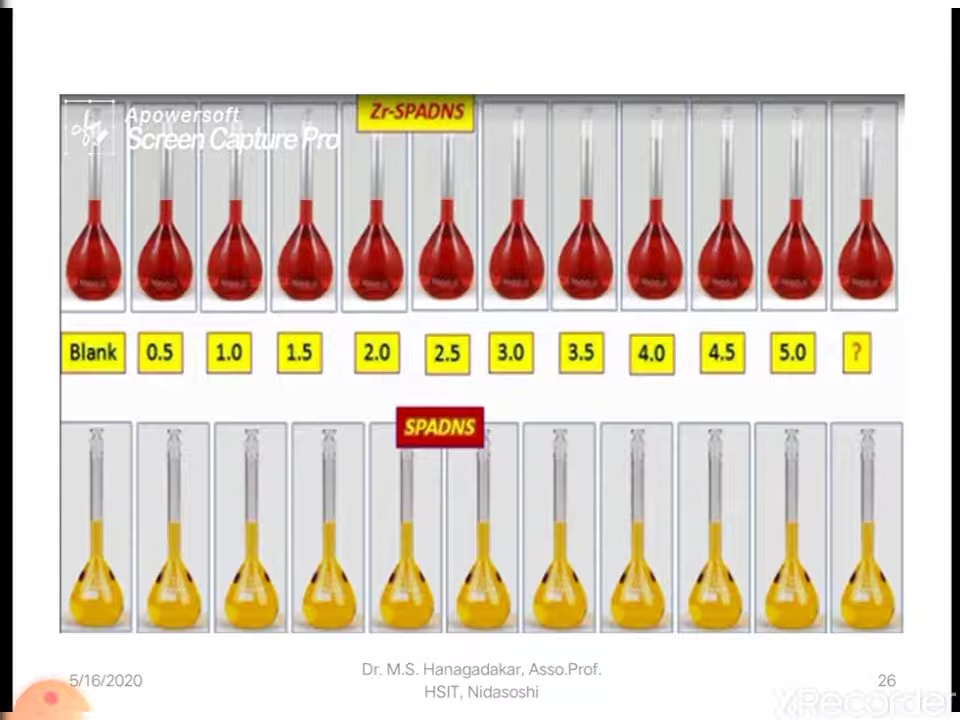 Apowersoft
Screen Capture Pro
Zr-SPADNS
Blank 0.5 1.0 1.5 2.0 2.5 3.0 3.5 4.0 4.5 5.0 ?
SPADNS
5/16/2020
Dr. M.S. Hanagadakar, Asso.Prof.
HSIT, Nidasoshi
26
XRecorder